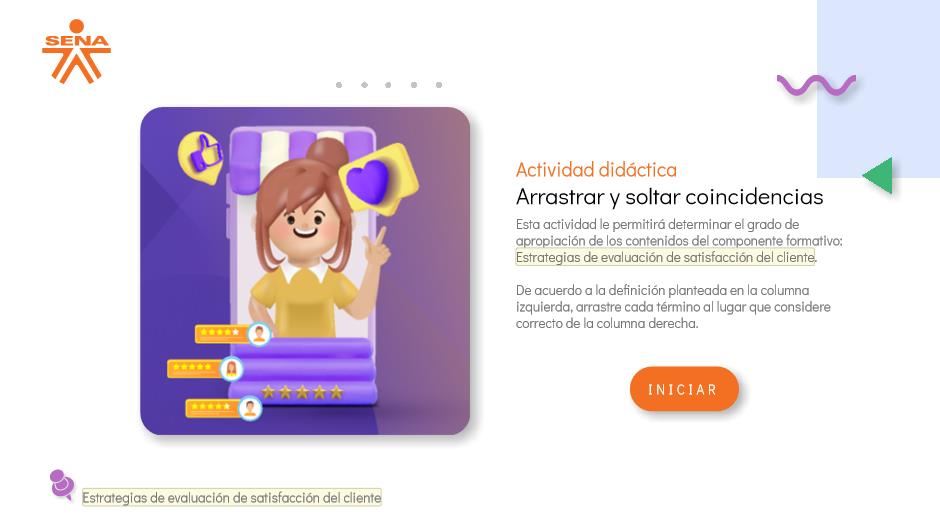 SENA
Actividad didáctica
Arrastrar y soltar coincidencias
Esta actividad le permitirá determinar el grado de
apropiación de los contenidos del componente formativo:
Estrategias de evaluación de satisfacción del cliente.
De acuerdo a la definición planteada en la columna
izquierda, arrastre cada término al lugar que considere
correcto de la columna derecha.
INICIAR
Estrategias de evaluación de satisfacción del cliente